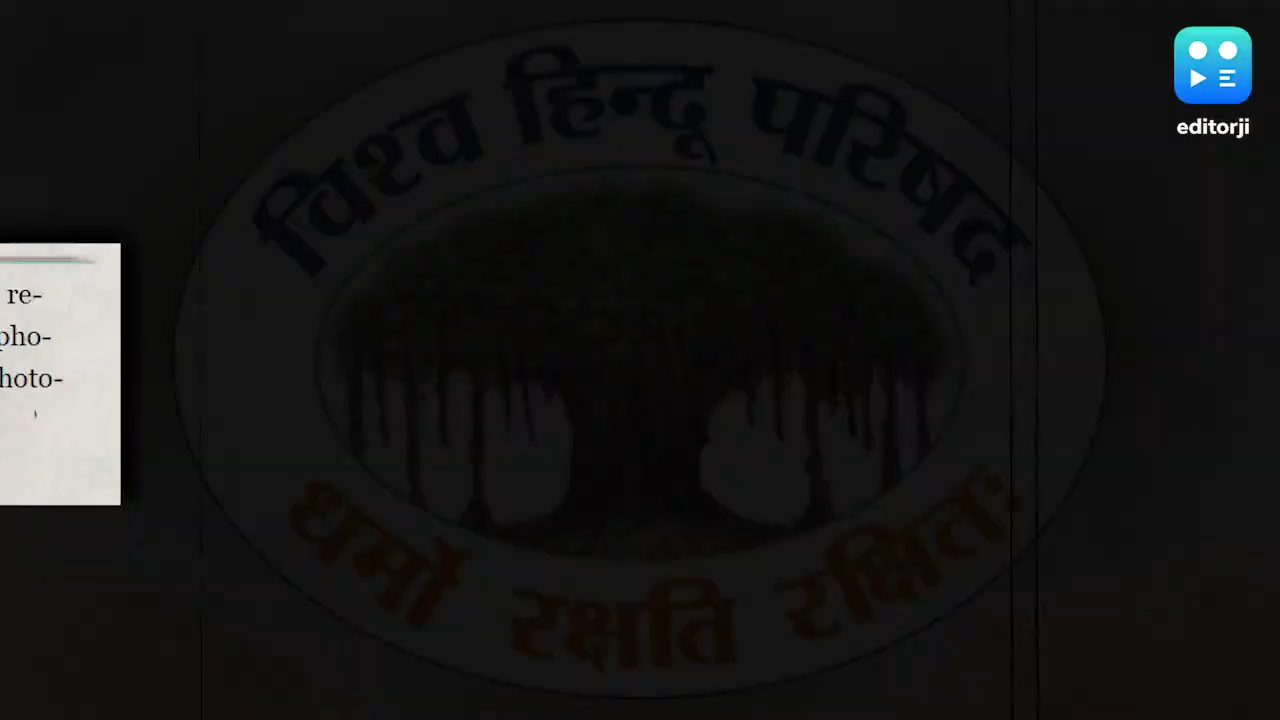 editorji
विश्व हिन्दू परिषद
re-
pho-
hoto-
धर्मो रक्षति रक्षितः